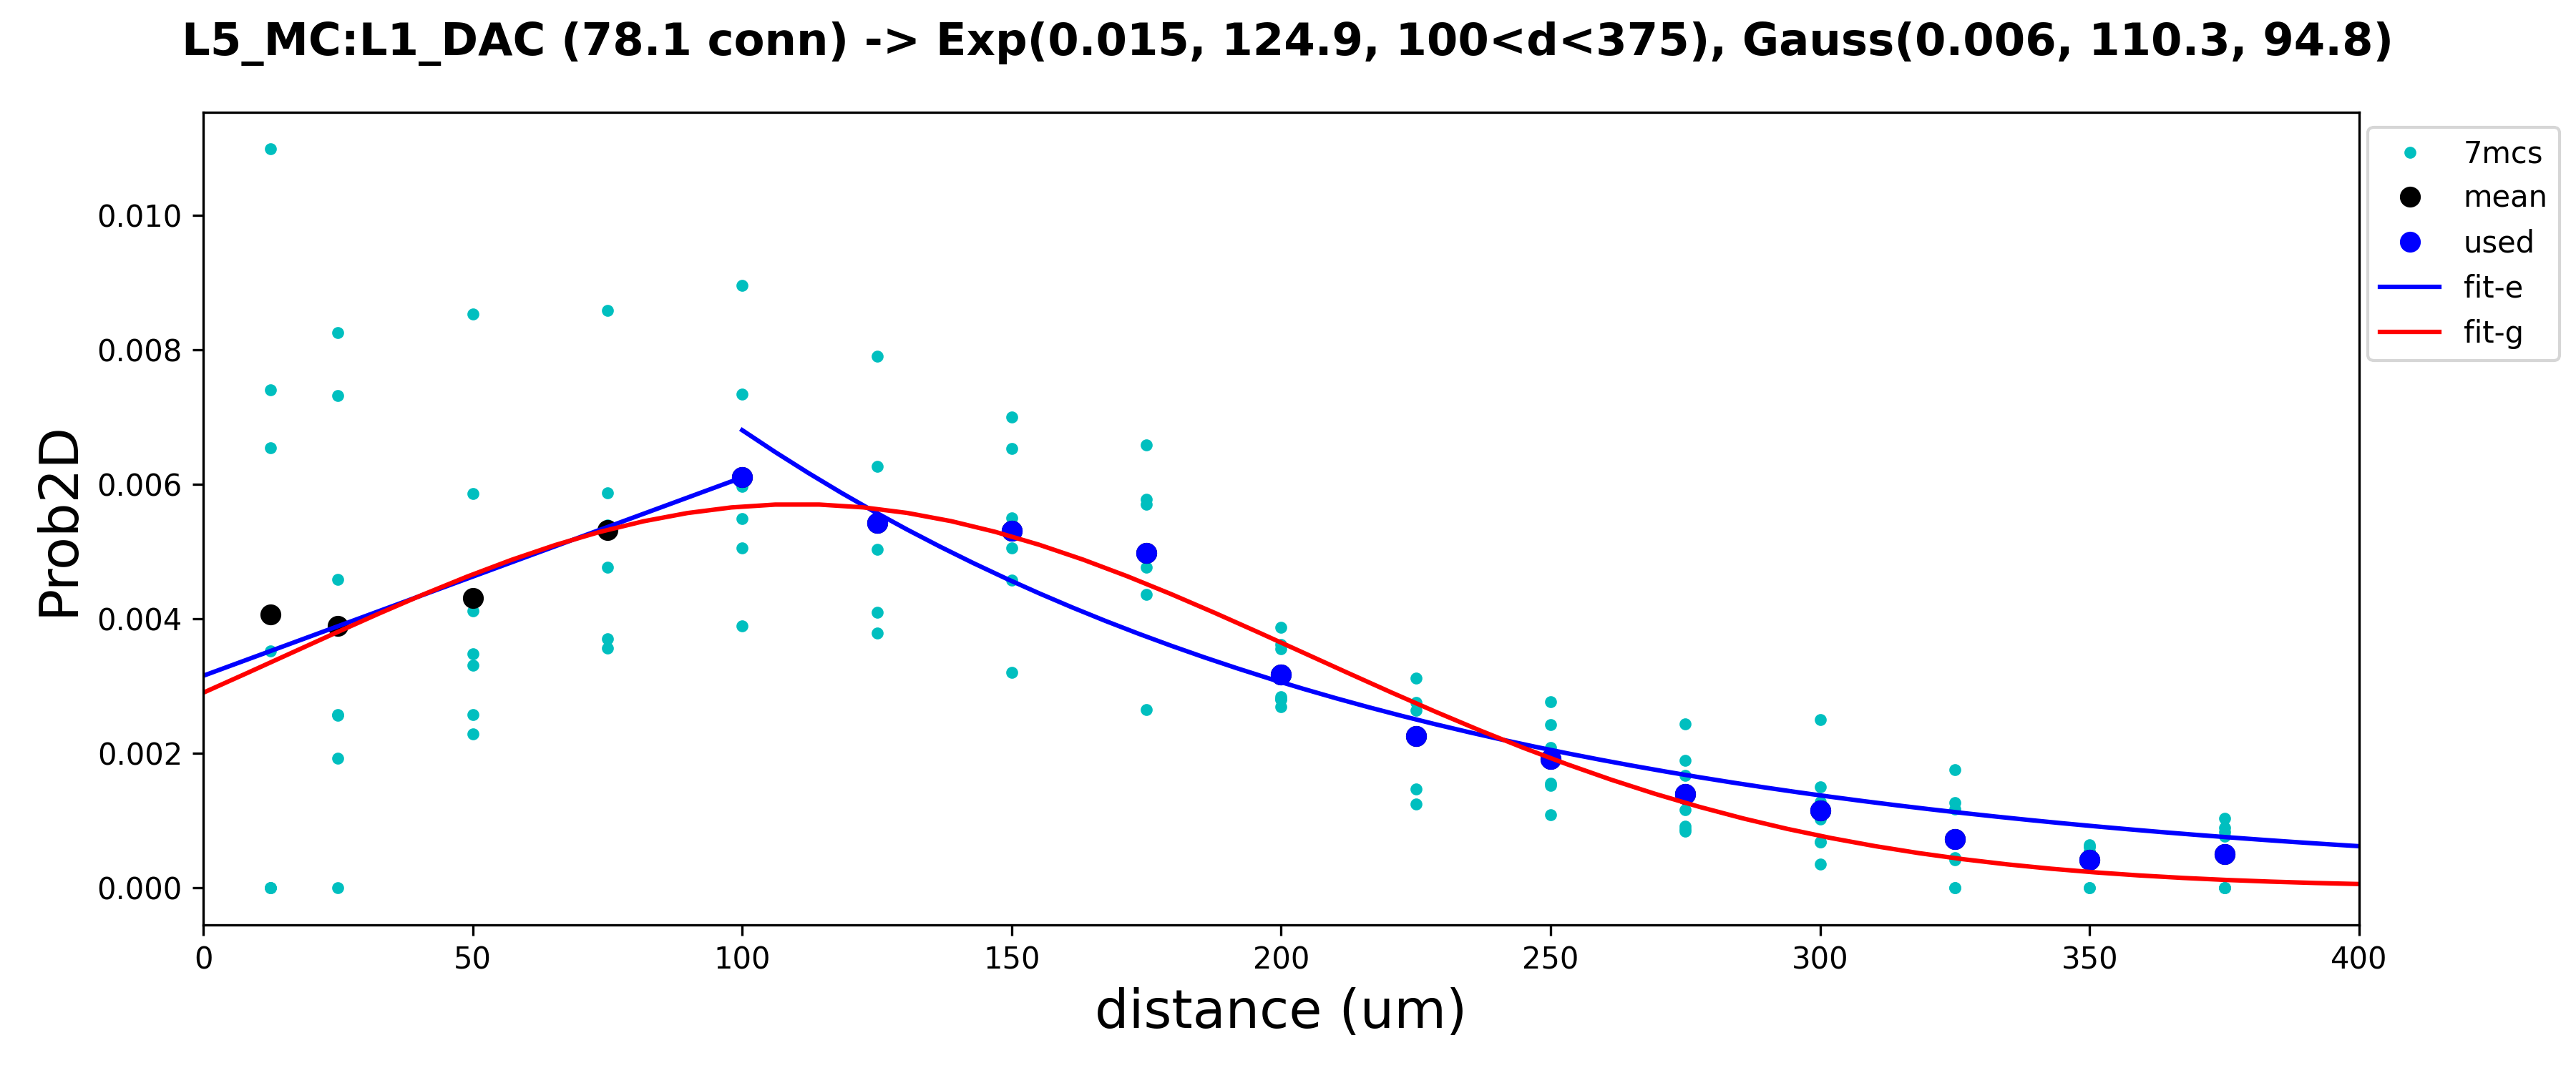 L5_MC:L1_DAC (78.1 conn) -> Exp(0.015, 124.9, 100<d<375), Gauss(0.006, 110.3, 94.8)
7mcs
mean
used
fit-e
fit-g
Prob2D
0.010
0.008
0.006
0.004
0.002
0.000
0 50 100 150 200 250 300 350 400
distance (um)